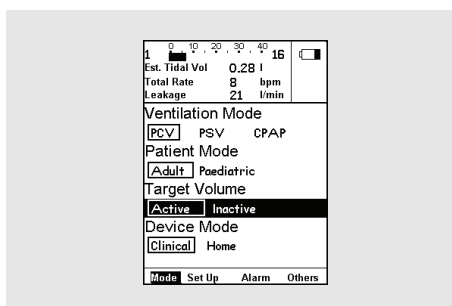 0 10 20 30 40
1 16
Est. Tidal Vol 0.28 l
Total Rate 8 bpm
Leakage 21 l/min
Ventilation Mode
PCV PSV CPAP
Patient Mode
Adult Paediatric
Target Volume
Active Inactive
Device Mode
Clinical Home
Mode Set Up Alarm Others